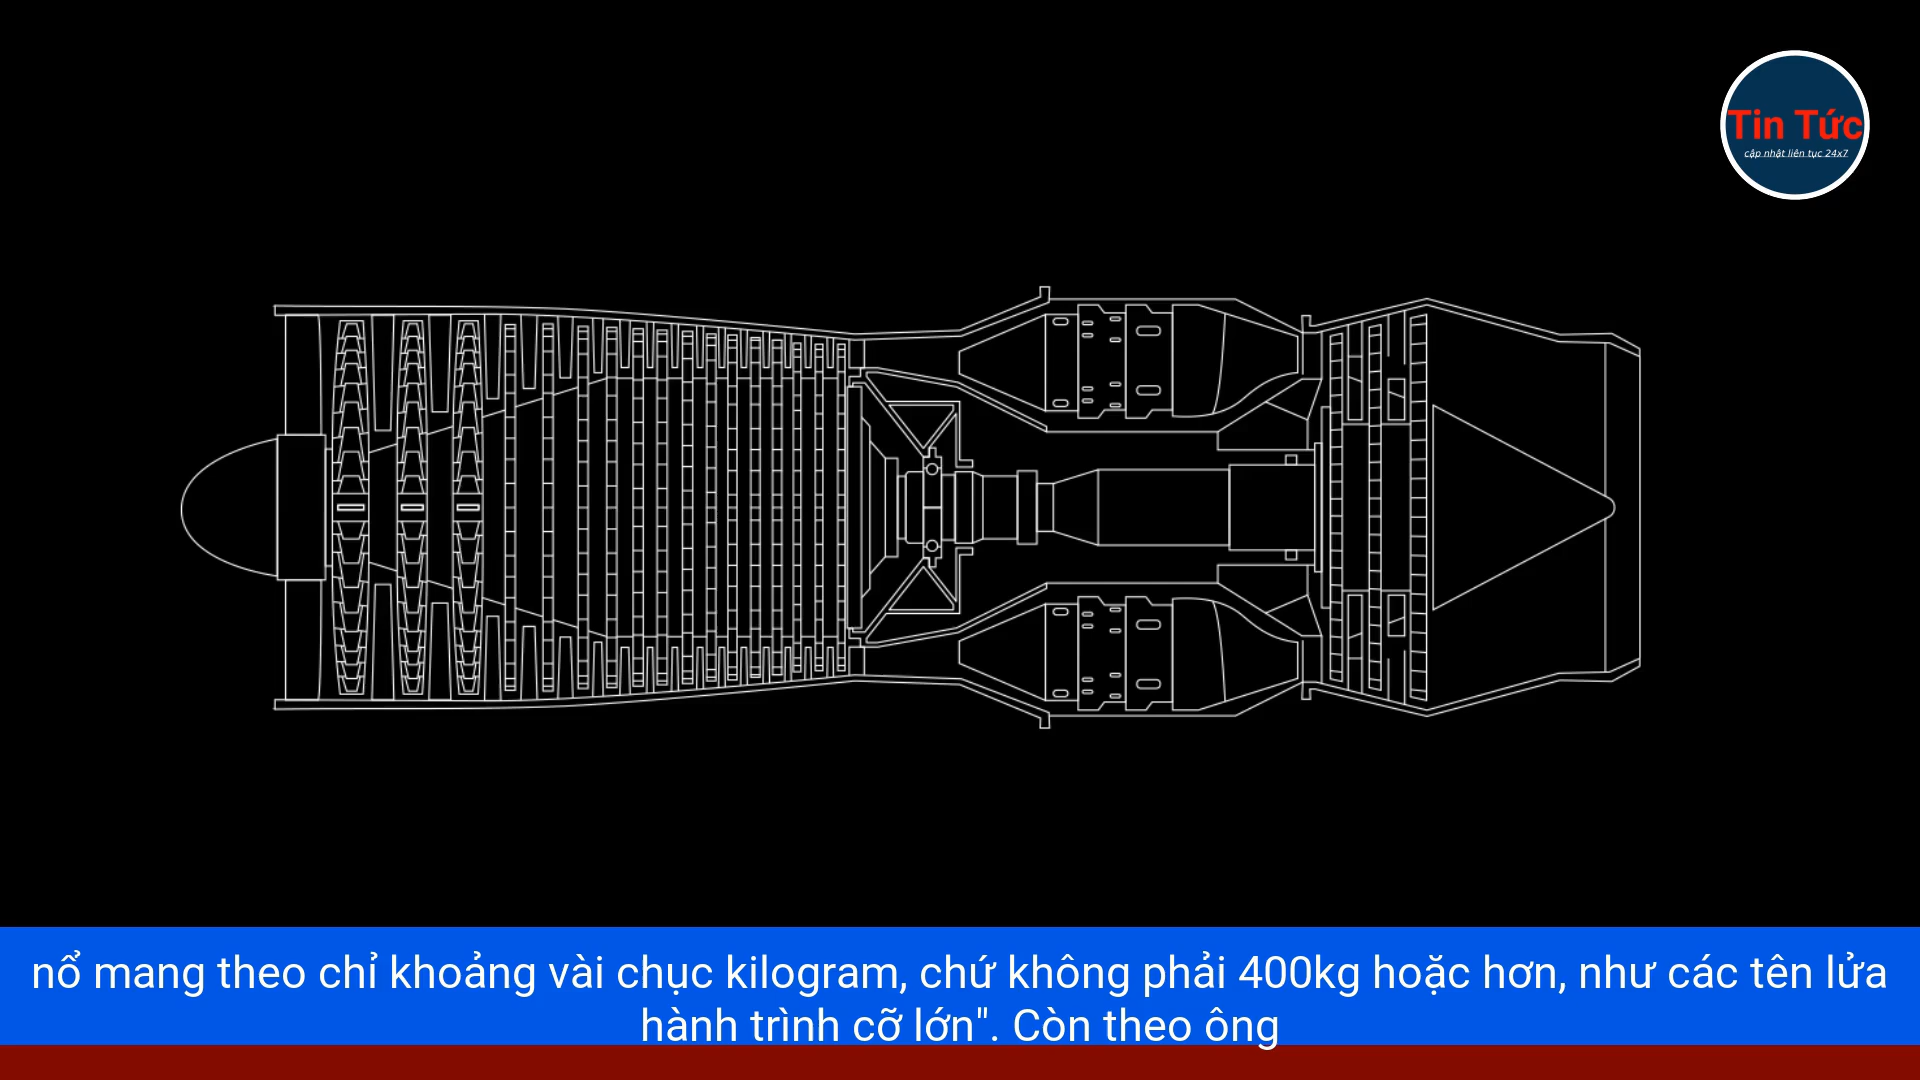 Tin Tức
cập nhật liên tục 24x7
nổ mang theo chỉ khoảng vài chục kilogram, chứ không phải 400kg hoặc hơn, như các tên lửa
hành trình cỡ lớn". Còn theo ông